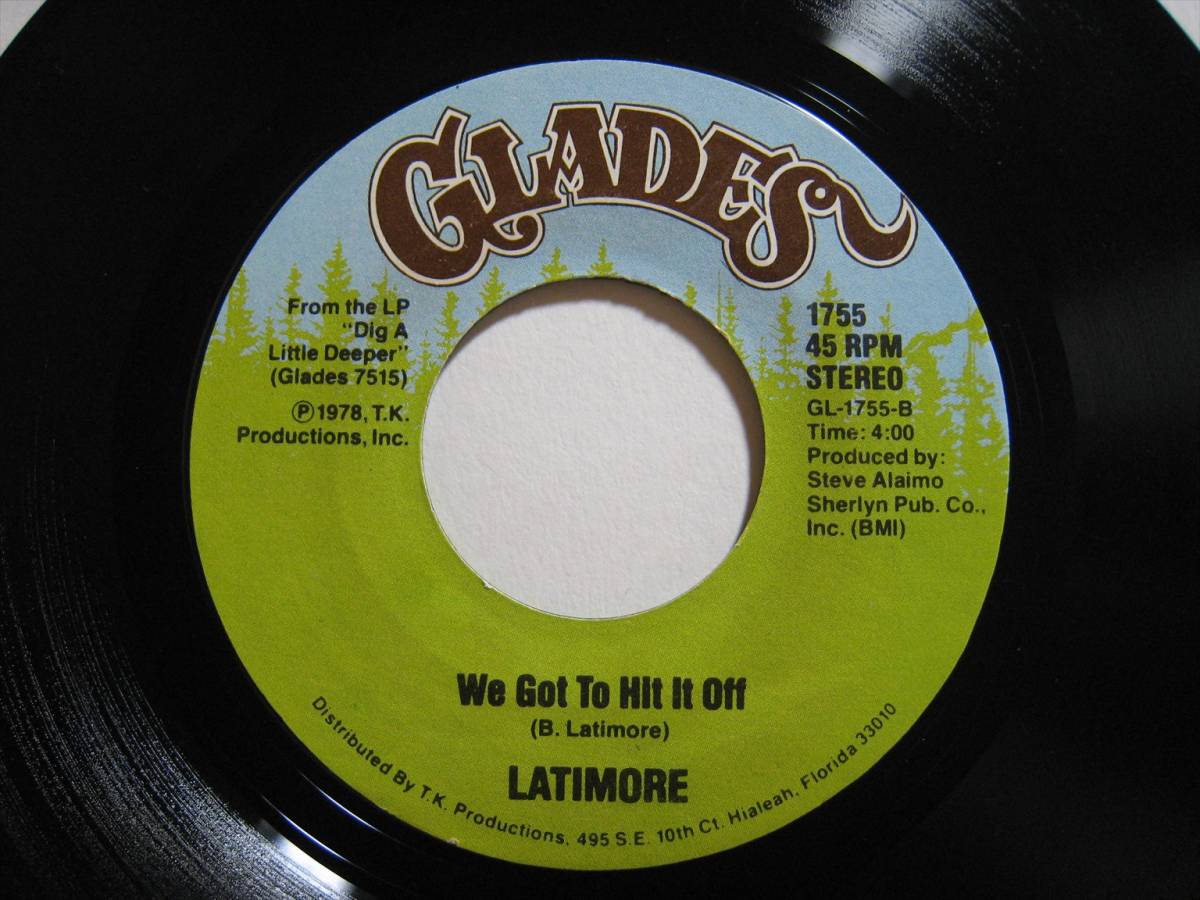 GLADES
From the LP
"Dig A
Little Deeper"
(Glades 7515)
Ⓟ1978, T.K.
Productions, Inc.
1755
45 RPM
STEREO
GL-1755-B
Time: 4:00
Produced by:
Steve Alaimo
Sherlyn Pub. Co.,
Inc. (BMI)
We Got To Hit It Off
(B. Latimore)
LATIMORE
Distributed By T.K. Productions, 495 S.E. 10th Ct. Hialeah, Florida 33010